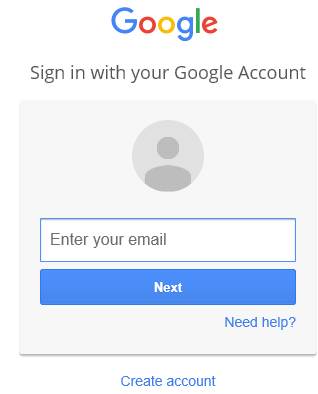 Google
Sign in with your Google Account
Enter your email
Next
Need help?
Create account